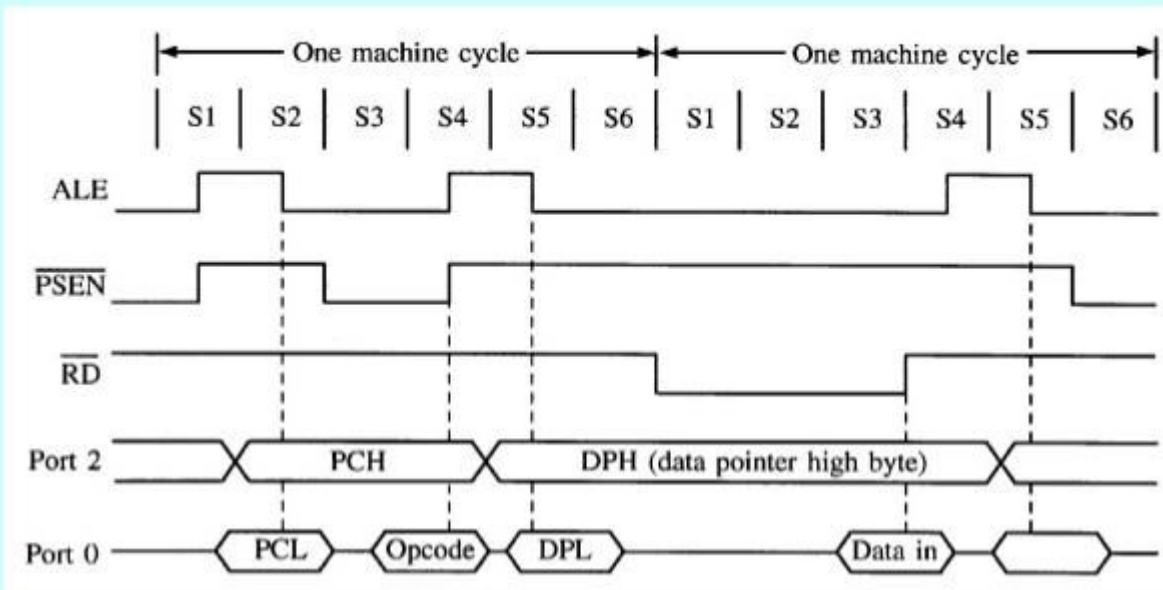 One machine cycle One machine cycle
S1 S2 S3 S4 S5 S6 S1 S2 S3 S4 S5 S6
ALE
PSEN
RD
Port 2 PCH DPH (data pointer high byte)
Port 0 PCL Opcode DPL Data in